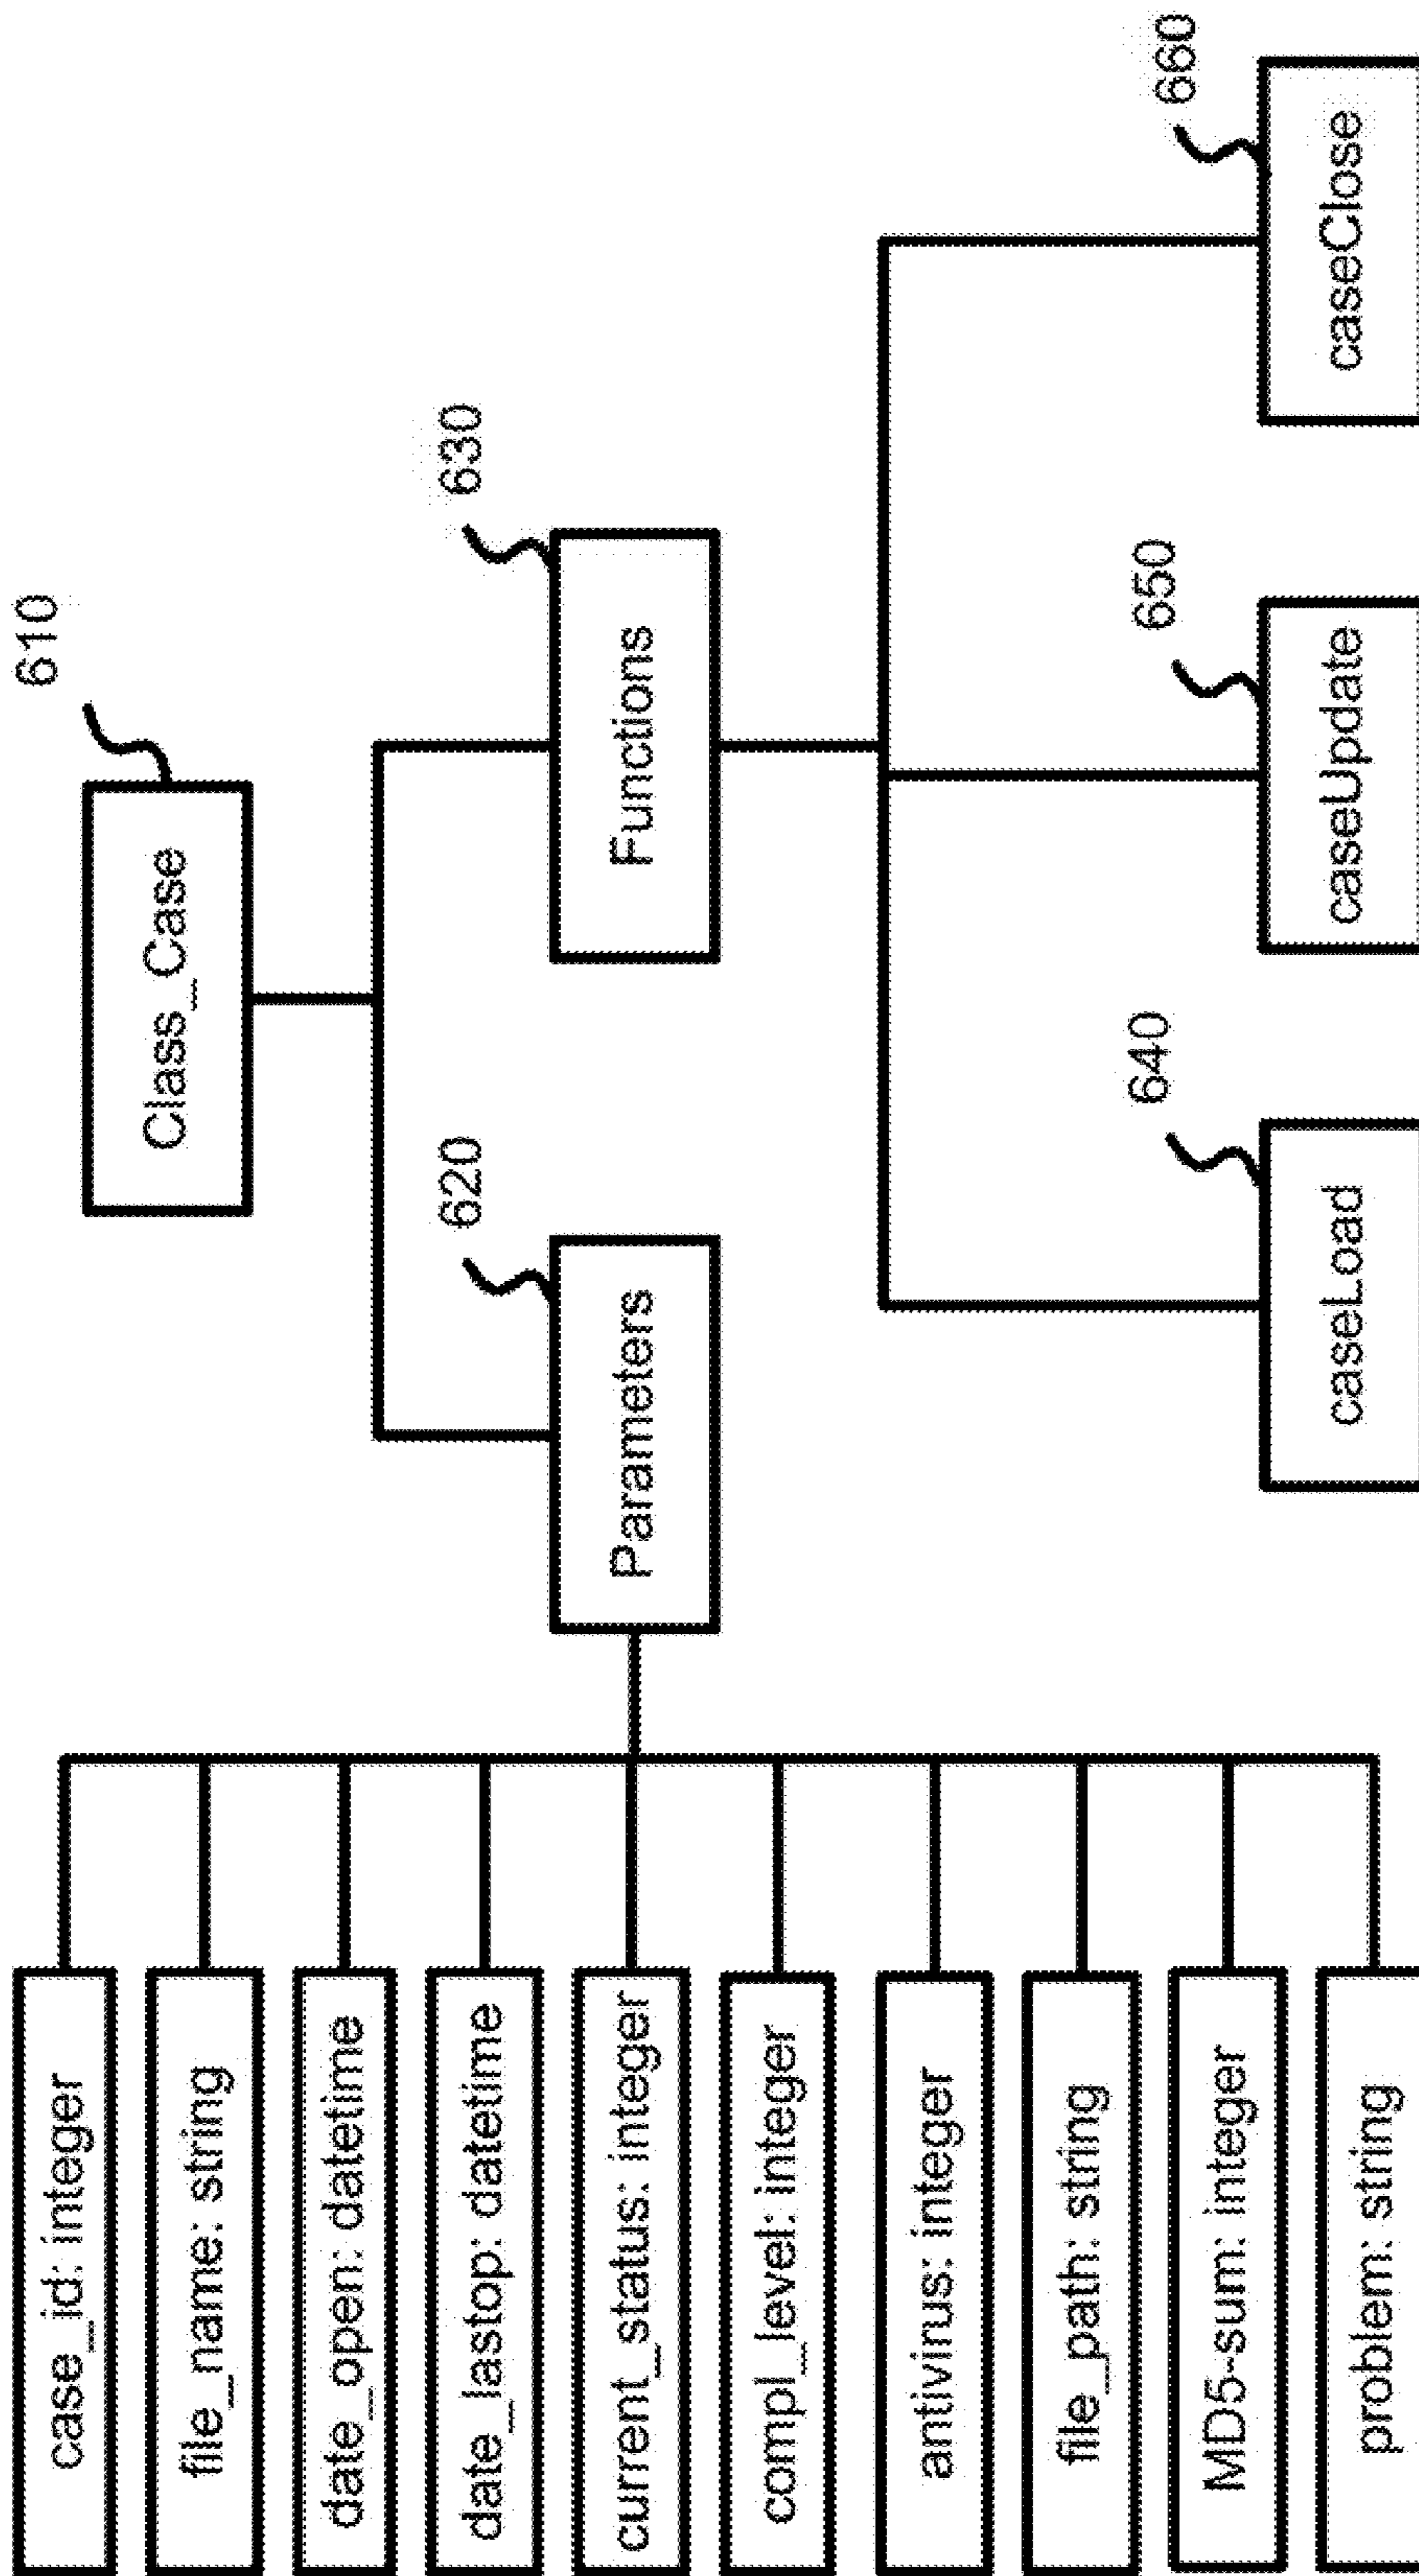 610
Class_Case
620
Parameters
630
Functions
case_id: integer
file_name: string
date_open: datetime
date_lastop: datetime
current_status: integer
compl_level: integer
antivirus: integer
file_path: string
MD5-sum: integer
problem: string
640
caseLoad
650
caseUpdate
660
caseClose